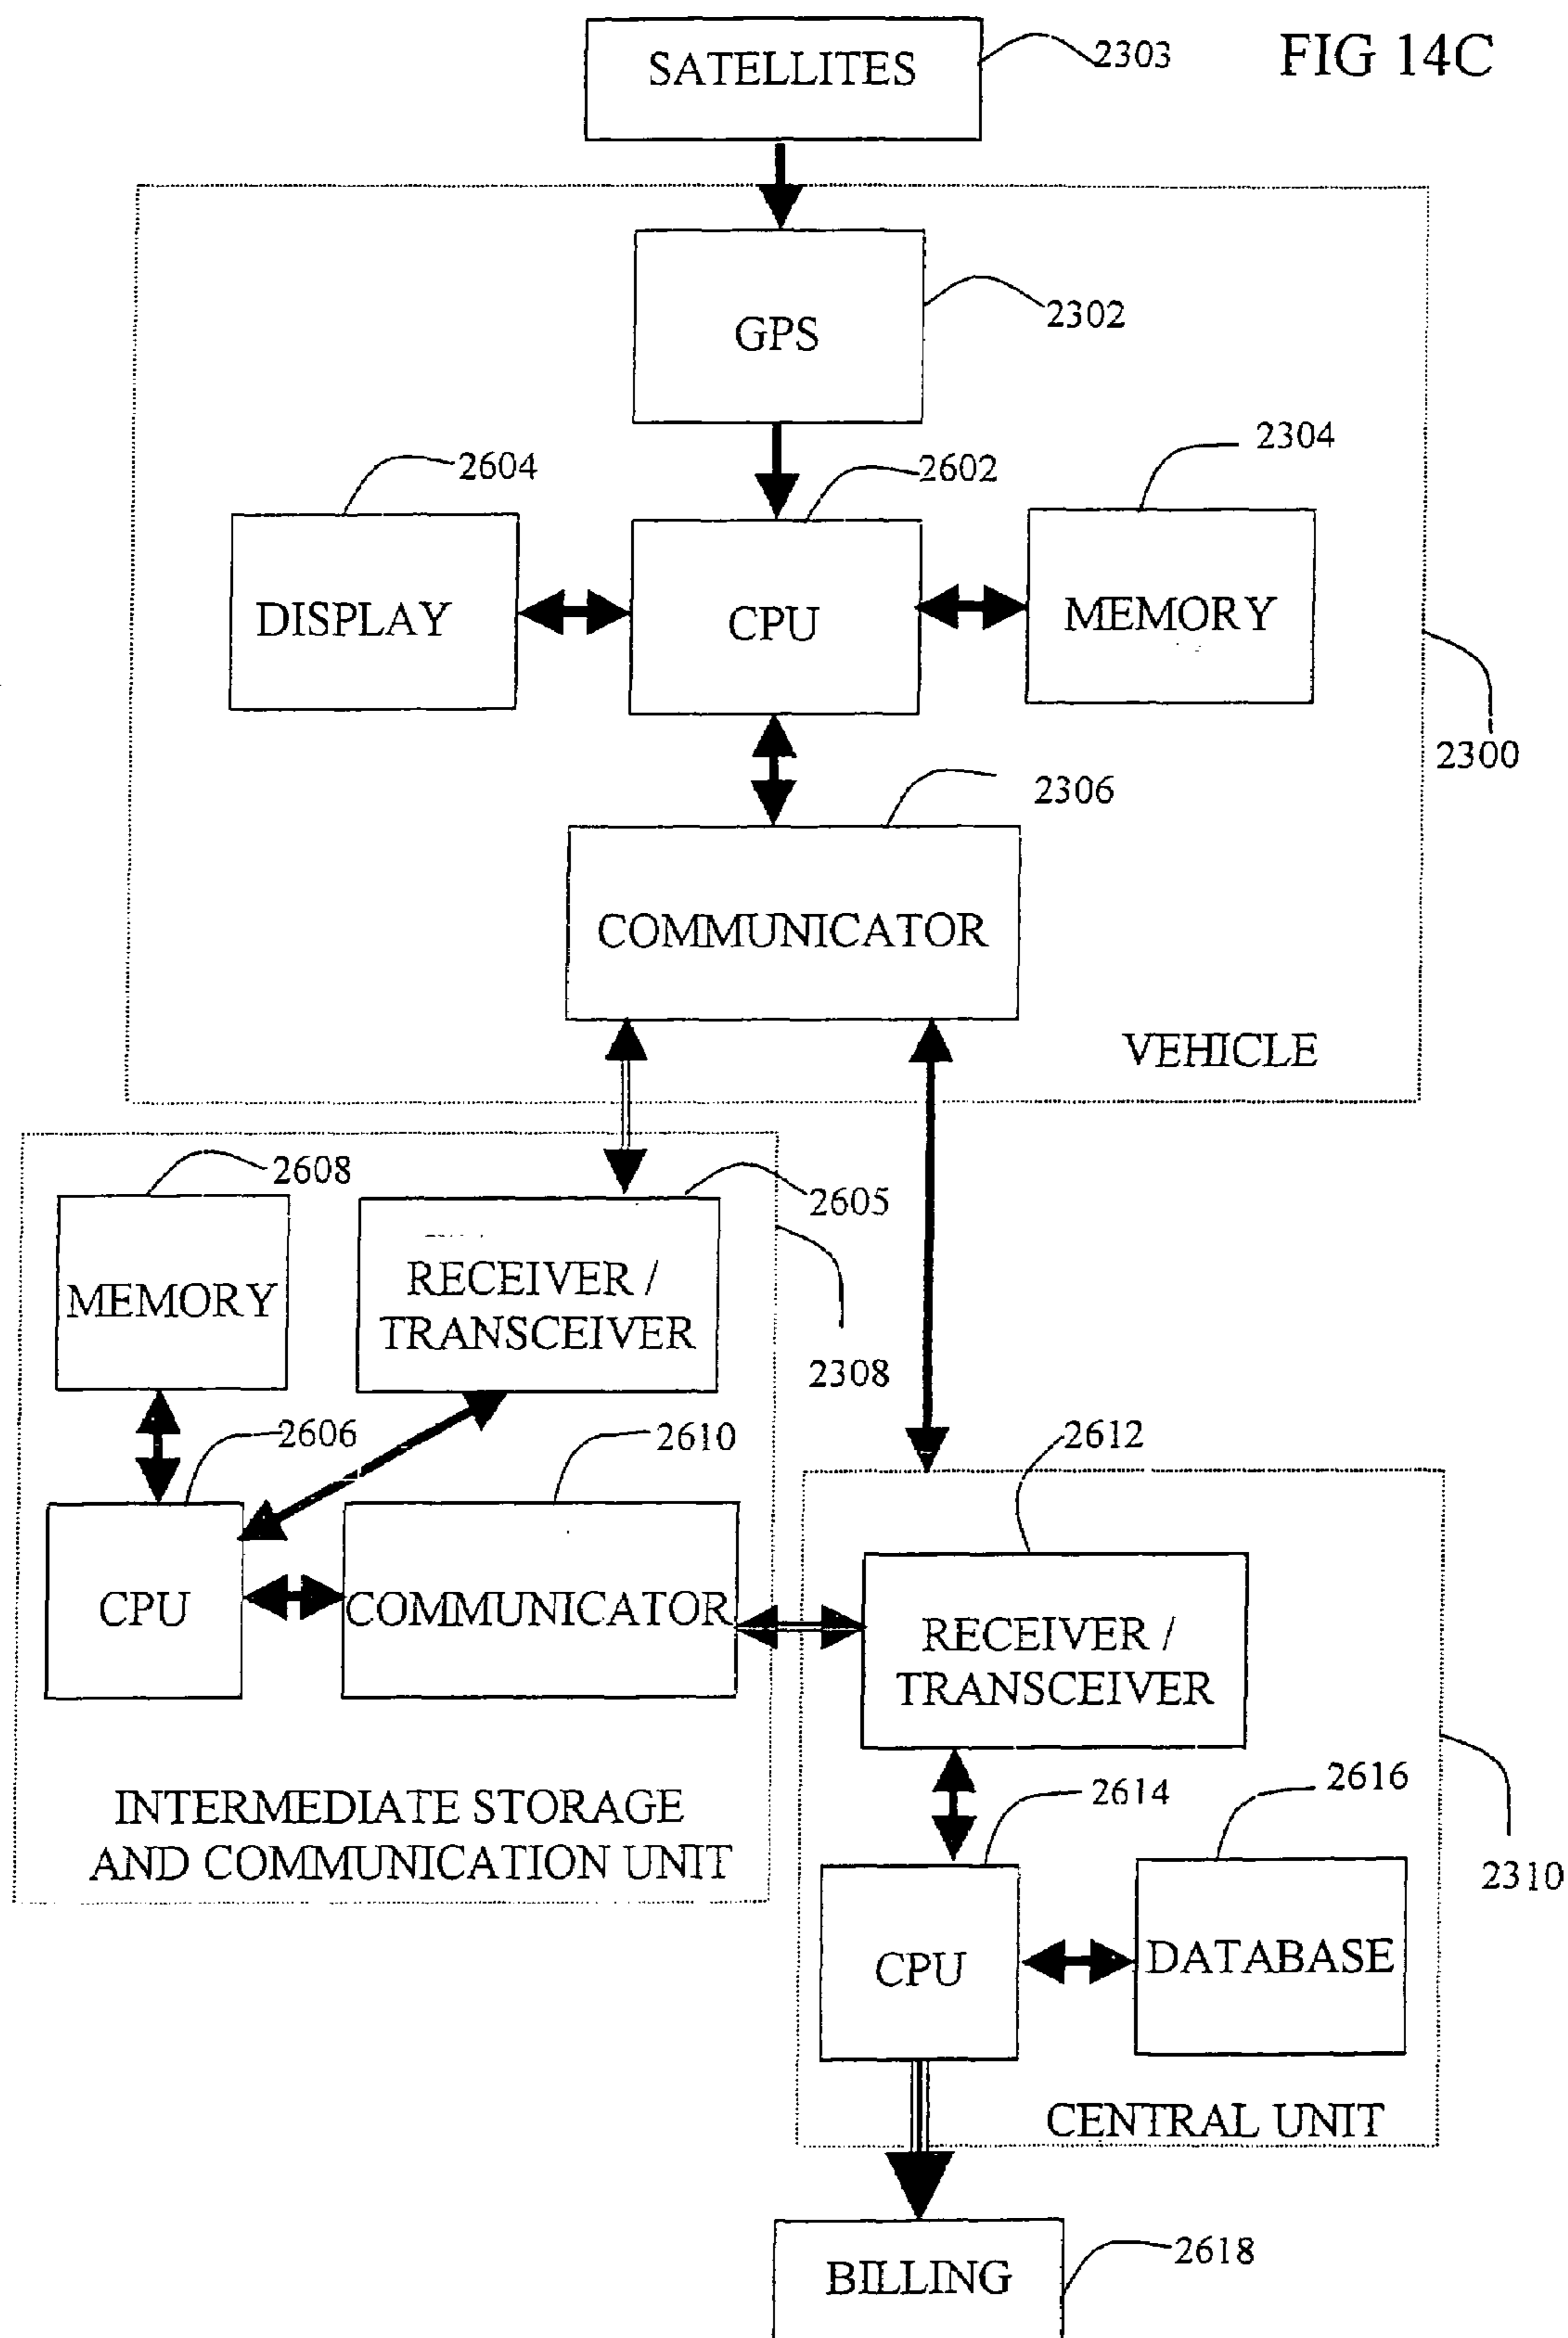 FIG 14C
SATELLITES
2303
GPS
2302
2604
2602
2304
DISPLAY
CPU
MEMORY
2300
2306
COMMUNICATOR
VEHICLE
2608
2605
MEMORY
RECEIVER /
TRANSCEIVER
2308
2606
2610
2612
CPU
COMMUNICATOR
RECEIVER /
TRANSCEIVER
INTERMEDIATE STORAGE
AND COMMUNICATION UNIT
2614
2616
2310
CPU
DATABASE
CENTRAL UNIT
BILLING
2618